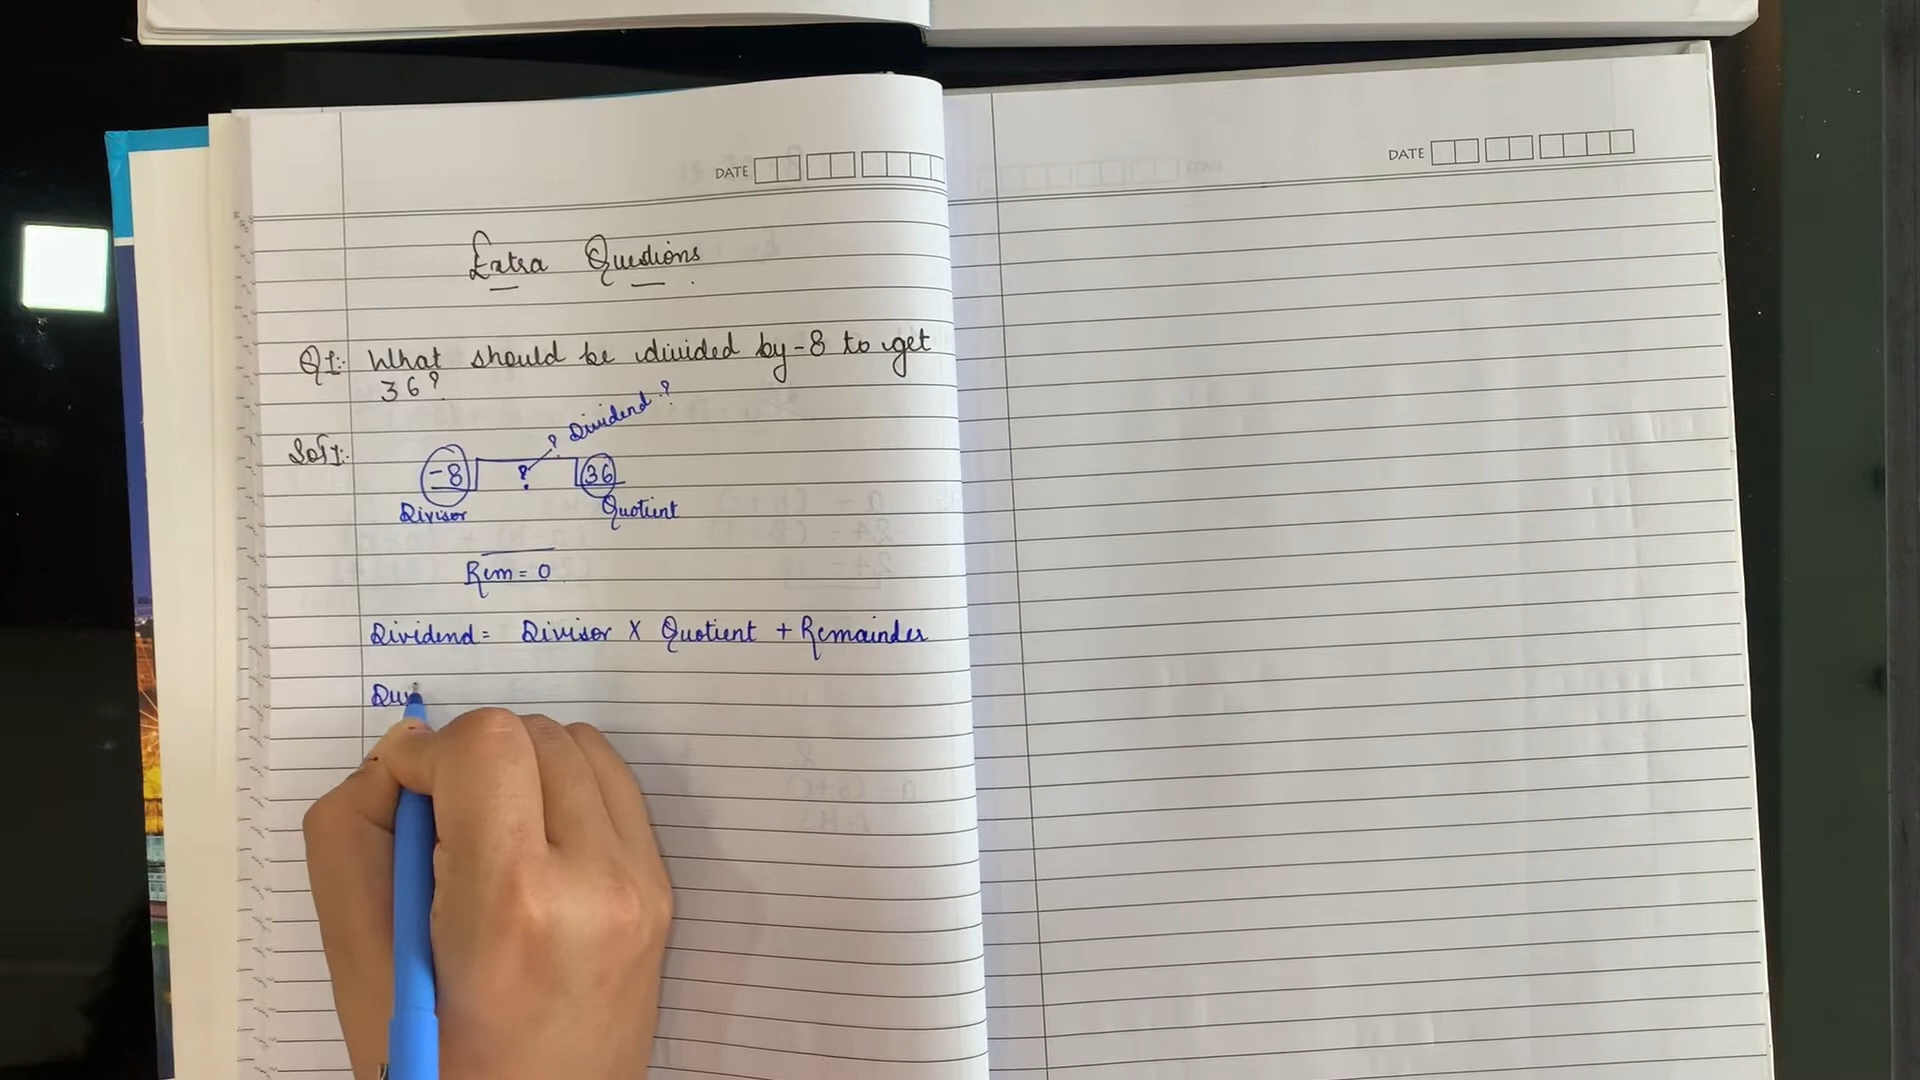 DATE
DATE
Extra Questions
Q1:- What should be divided by -8 to get
36?
Sol1:-
? Dividend?
-8 ? 36
Divisor Quotient
Rem = 0
Dividend = Divisor X Quotient + Remainder